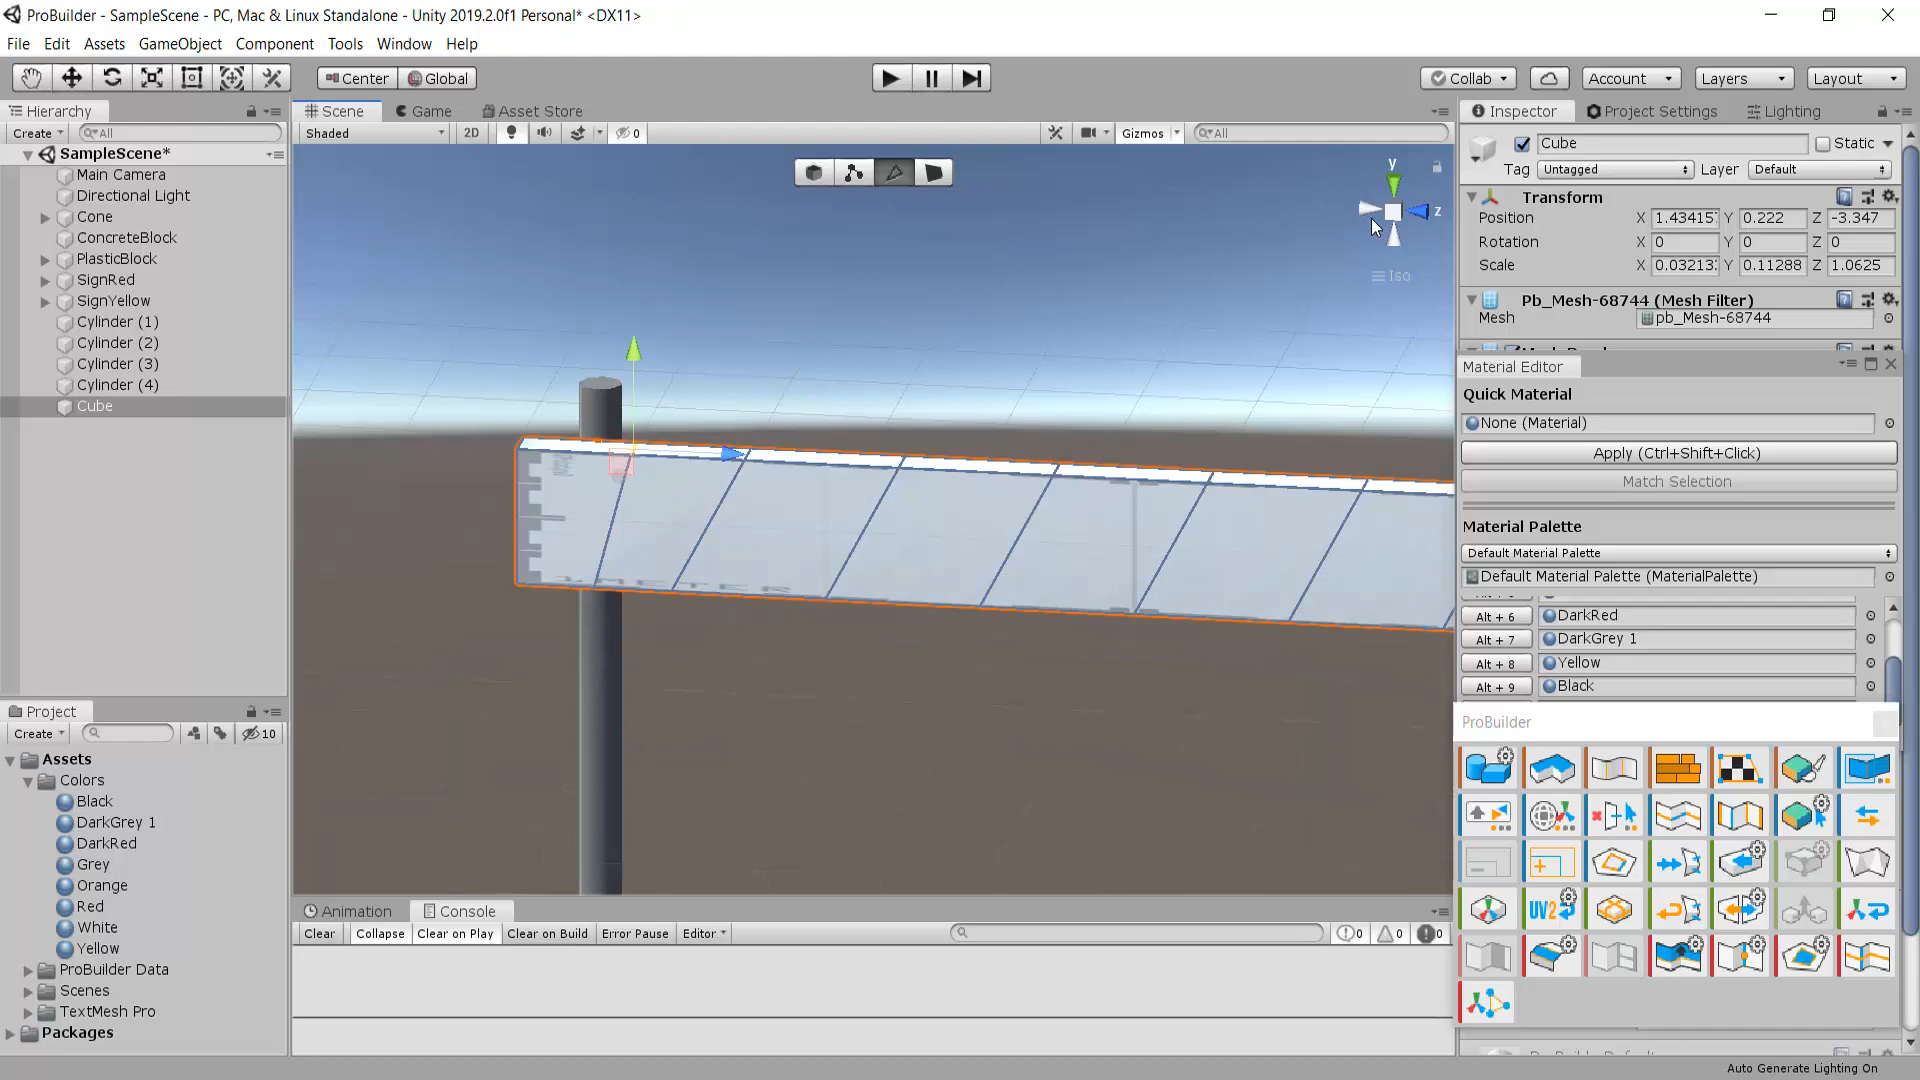 ProBuilder - SampleScene - PC, Mac & Linux Standalone - Unity 2019.2.0f1 Personal* <DX11>
File Edit Assets GameObject Component Tools Window Help
Center Global Collab Account Layers Layout
Hierarchy
Create All
SampleScene*
Main Camera
Directional Light
Cone
ConcreteBlock
PlasticBlock
SignRed
SignYellow
Cylinder (1)
Cylinder (2)
Cylinder (3)
Cylinder (4)
Cube
Project
Create 10
Assets
Colors
Black
DarkGrey 1
DarkRed
Grey
Orange
Red
White
Yellow
ProBuilder Data
Scenes
TextMesh Pro
Packages
Scene Game Asset Store
Shaded 2D 0 Gizmos All
y
z
Iso
Animation Console
Clear Collapse Clear on Play Clear on Build Error Pause Editor 0 0 0
Inspector Project Settings Lighting
Cube Static
Tag Untagged Layer Default
Transform
Position X 1.434157 Y 0.222 Z -3.347
Rotation X 0 Y 0 Z 0
Scale X 0.03213 Y 0.11288 Z 1.0625
Pb_Mesh-68744 (Mesh Filter)
Mesh pb_Mesh-68744
Material Editor
Quick Material
None (Material)
Apply (Ctrl+Shift+Click)
Match Selection
Material Palette
Default Material Palette
Default Material Palette (MaterialPalette)
Alt + 6 DarkRed
Alt + 7 DarkGrey 1
Alt + 8 Yellow
Alt + 9 Black
ProBuilder
UV2
Auto Generate Lighting On